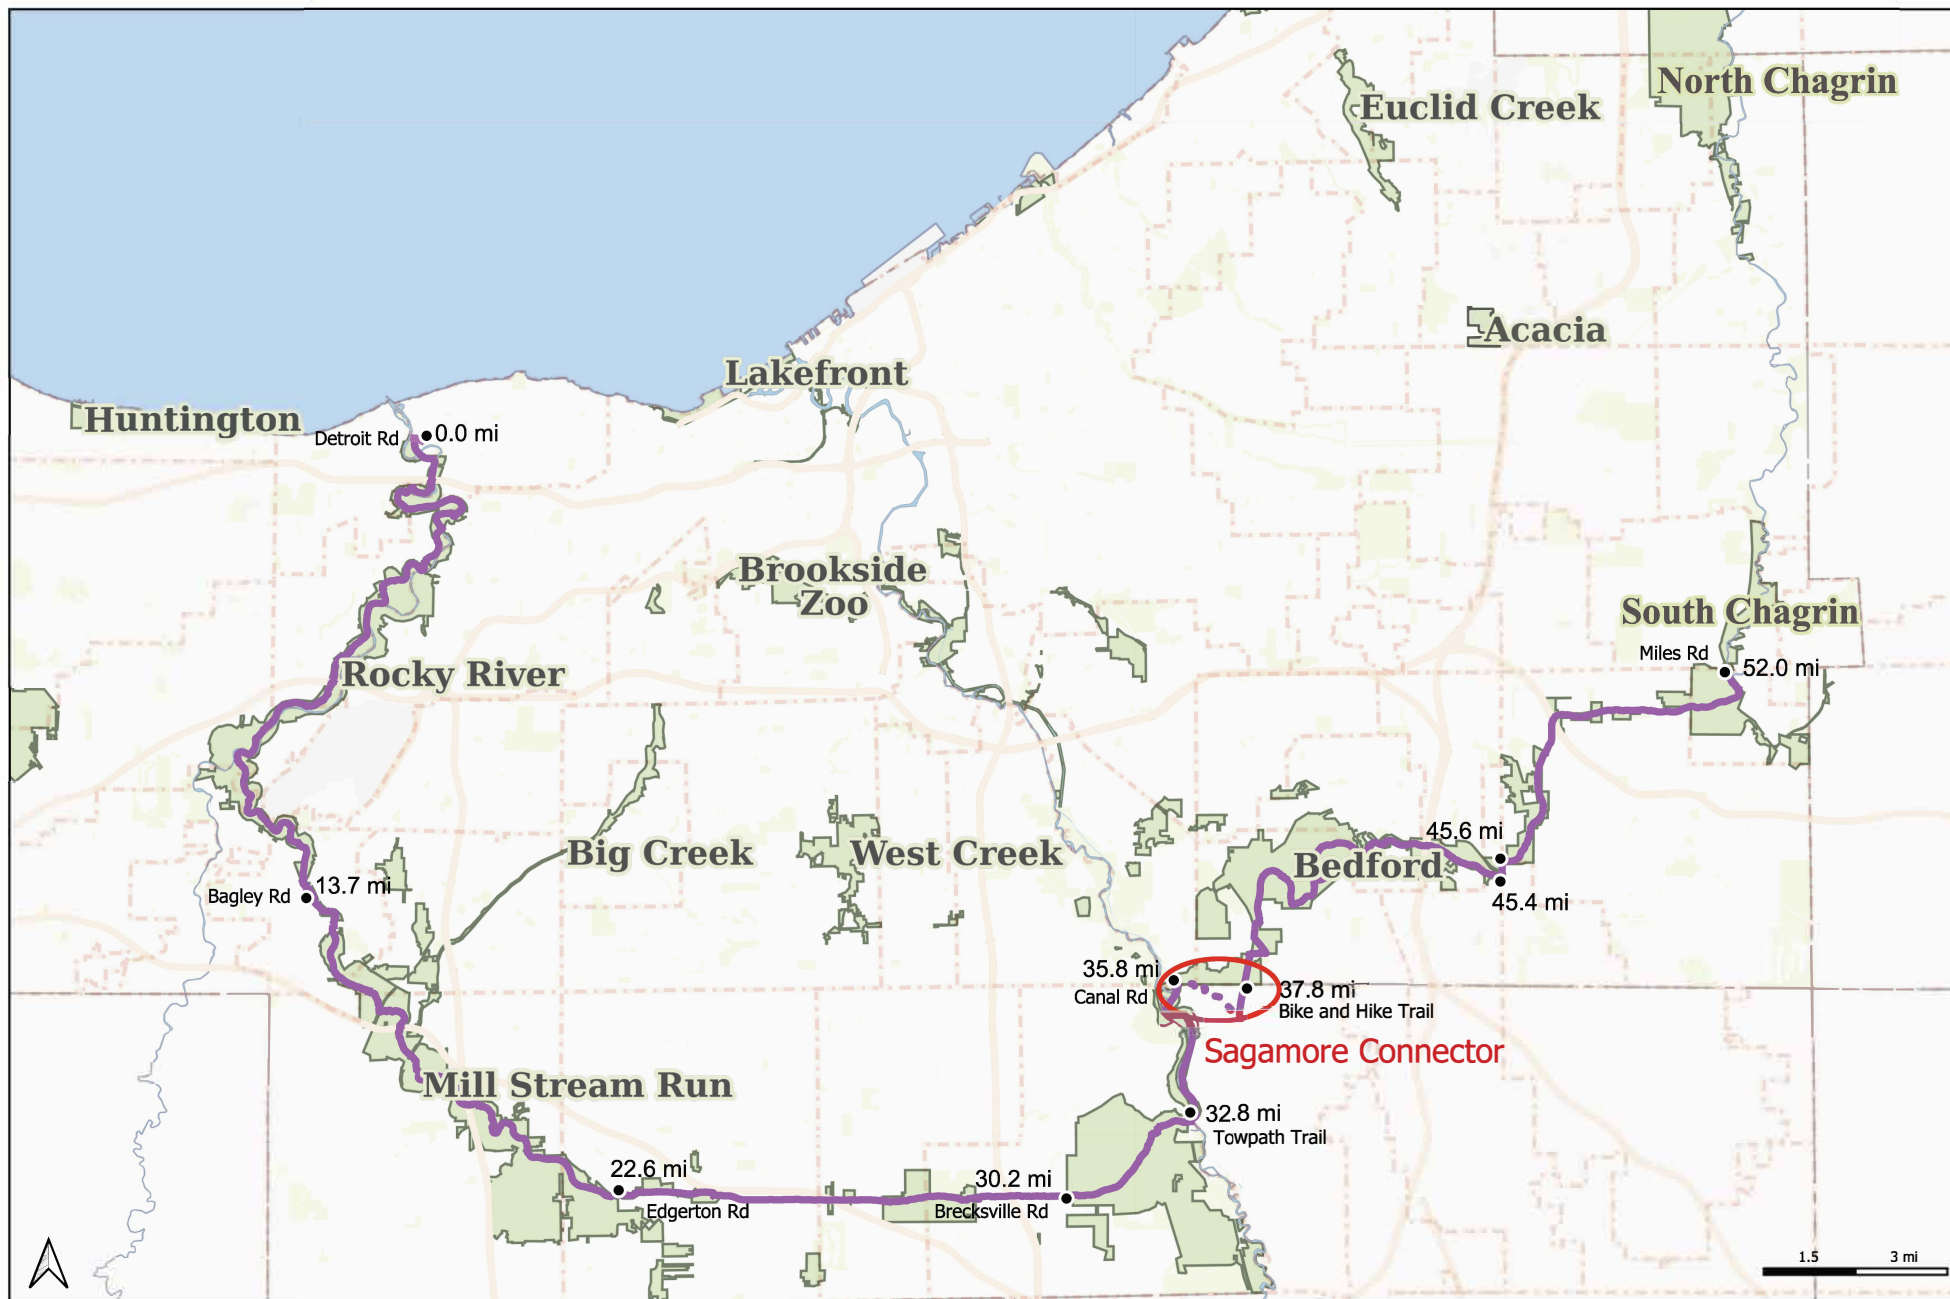 North Chagrin
Euclid Creek
Acacia
Lakefront
Huntington
Detroit Rd
0.0 mi
Brookside
Zoo
South Chagrin
Miles Rd
52.0 mi
Rocky River
45.6 mi
Big Creek
West Creek
Bedford
13.7 mi
Bagley Rd
45.4 mi
35.8 mi
Canal Rd
37.8 mi
Bike and Hike Trail
Sagamore Connector
Mill Stream Run
32.8 mi
Towpath Trail
22.6 mi
Edgerton Rd
30.2 mi
Brecksville Rd
1.5 3 mi